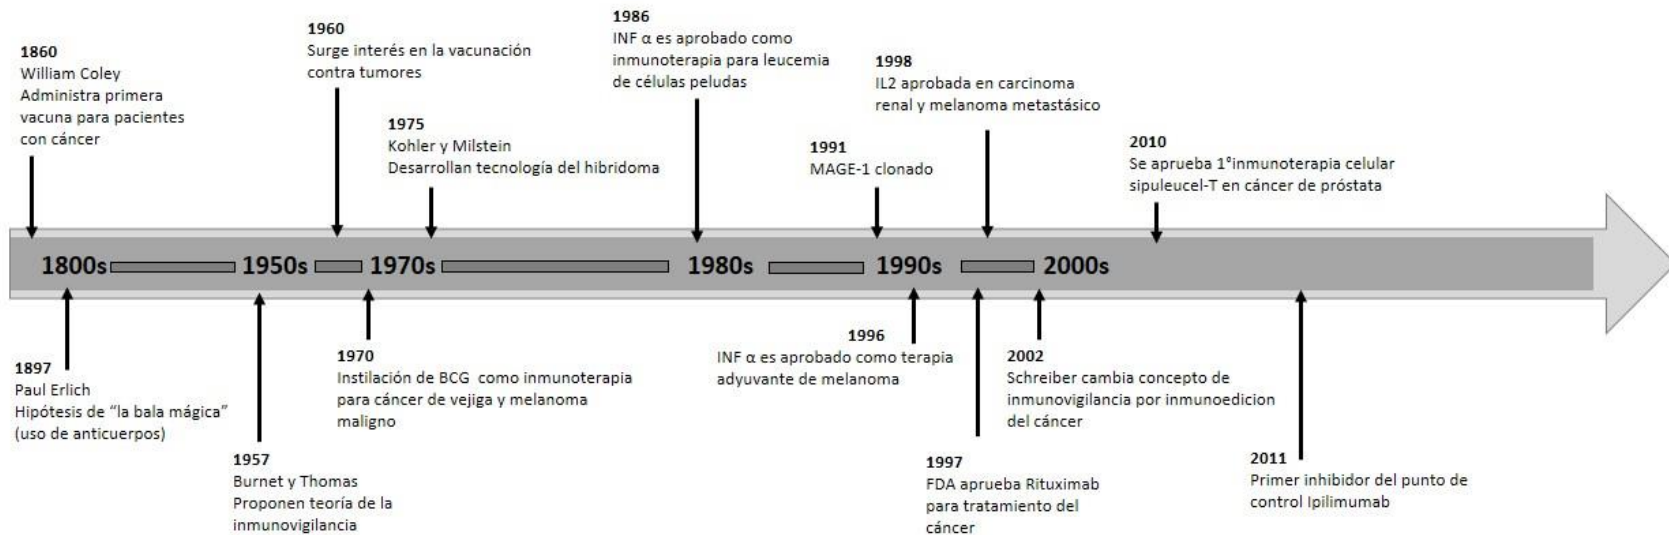 1860
William Coley
Administra primera
vacuna para pacientes
con cáncer
1960
Surge interés en la vacunación
contra tumores
1975
Kohler y Milstein
Desarrollan tecnología del hibridoma
1986
INF α es aprobado como
inmunoterapia para leucemia
de células peludas
1991
MAGE-1 clonado
1998
IL2 aprobada en carcinoma
renal y melanoma metastásico
2010
Se aprueba 1°inmunoterapia celular
sipuleucel-T en cáncer de próstata
1800s 1950s 1970s 1980s 1990s 2000s
1897
Paul Erlich
Hipótesis de “la bala mágica”
(uso de anticuerpos)
1957
Burnet y Thomas
Proponen teoría de la
inmunovigilancia
1970
Instilación de BCG como inmunoterapia
para cáncer de vejiga y melanoma
maligno
1996
INF α es aprobado como terapia
adyuvante de melanoma
1997
FDA aprueba Rituximab
para tratamiento del
cáncer
2002
Schreiber cambia concepto de
inmunovigilancia por inmunoedicion
del cáncer
2011
Primer inhibidor del punto de
control Ipilimumab